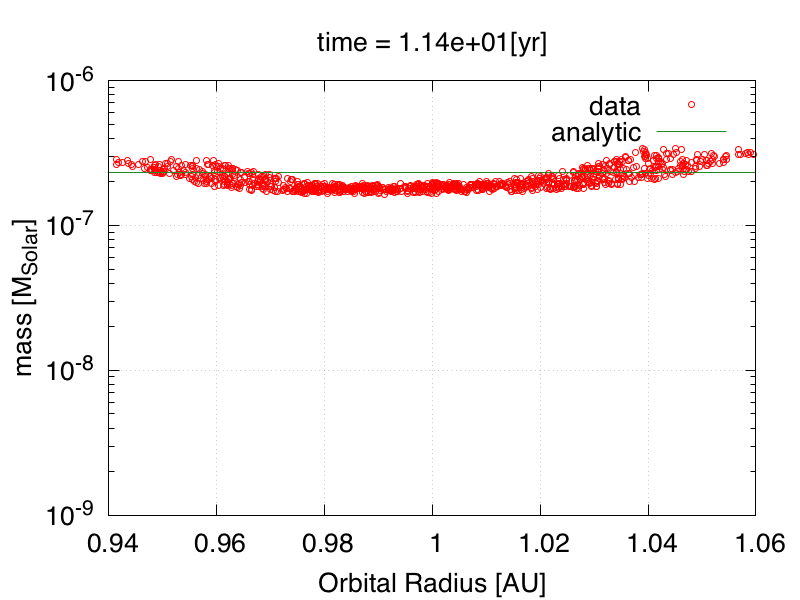 time = 1.14e+01[yr]
data
analytic
10^-6
10^-7
10^-8
10^-9
mass [M_Solar]
0.94 0.96 0.98 1 1.02 1.04 1.06
Orbital Radius [AU]